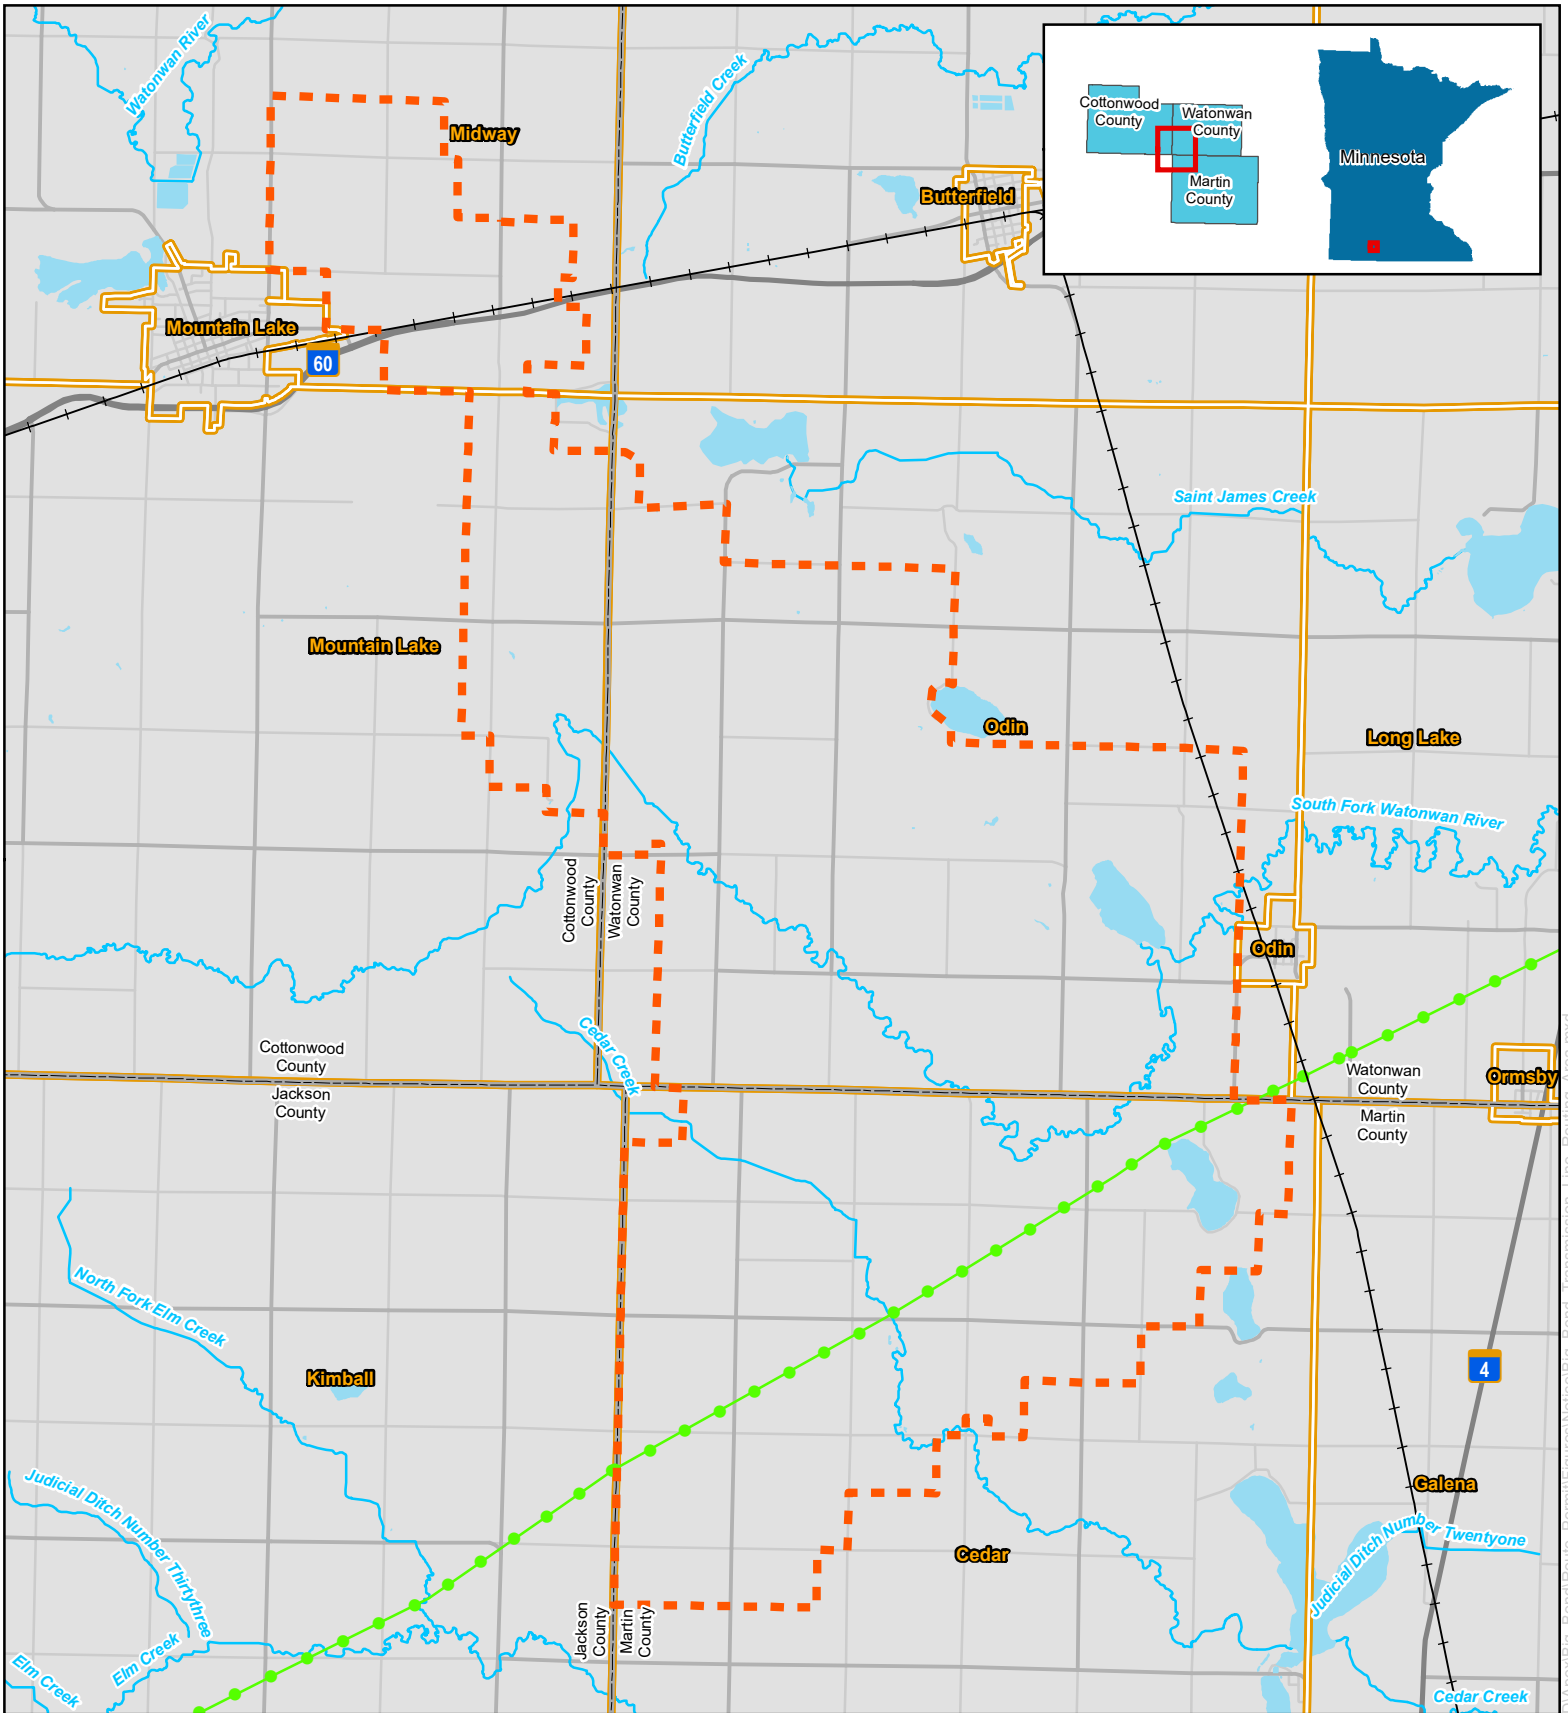 Watonwan River
Midway
Butterfield Creek
Butterfield
Cottonwood
County
Watonwan
County
Martin
County
Minnesota
Mountain Lake
60
Saint James Creek
Mountain Lake
Odin
Long Lake
South Fork Watonwan River
Cottonwood
County
Watonwan
County
Odin
Cedar Creek
Cottonwood
County
Jackson
County
Watonwan
County
Martin
County
Ormsby
North Fork Elm Creek
Kimball
4
Galena
Judicial Ditch Number Thirtythree
Judicial Ditch Number Twentyone
Cedar
Jackson
County
Martin
County
Elm Creek
Elm Creek
Cedar Creek